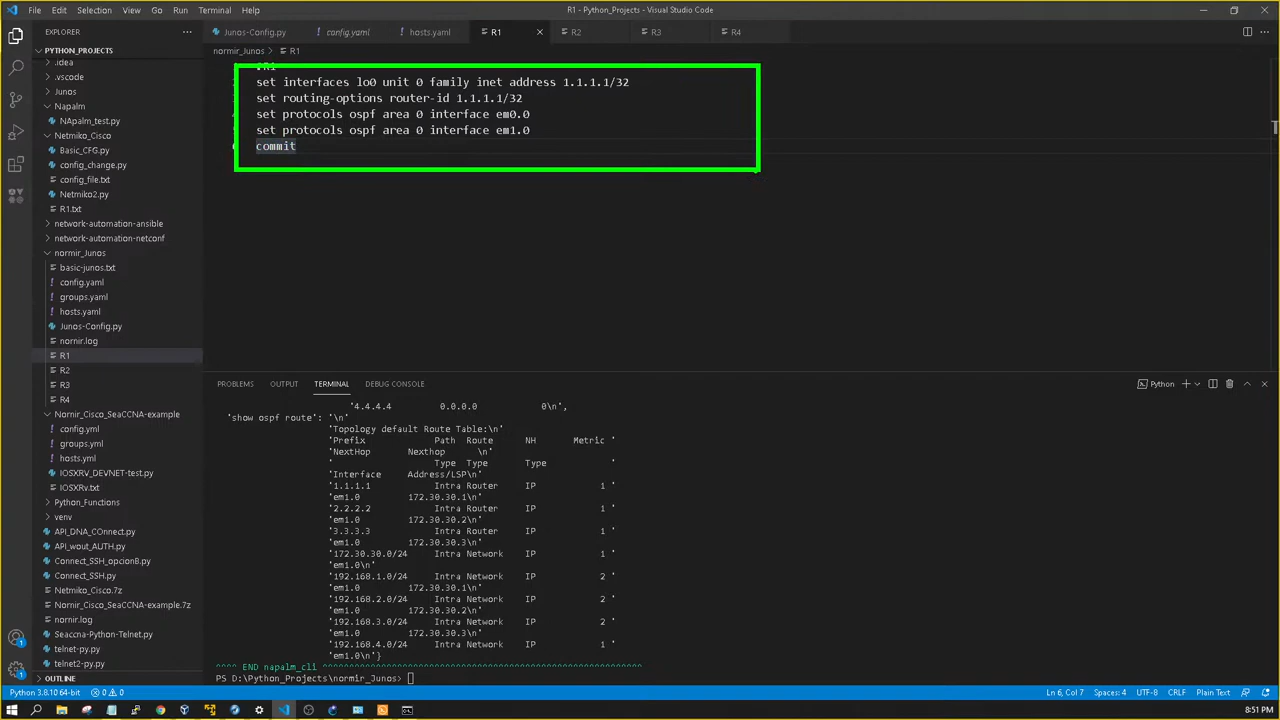 File Edit Selection View Go Run Terminal Help
R1 - Python_Projects - Visual Studio Code
EXPLORER
PYTHON_PROJECTS
.idea
.vscode
Junos
Napalm
NApalm_test.py
Netmiko_Cisco
Basic_CFG.py
config_change.py
config_file.txt
Netmiko2.py
R1.txt
network-automation-ansible
network-automation-netconf
normir_Junos
basic-junos.txt
config.yaml
groups.yaml
hosts.yaml
Junos-Config.py
nornir.log
R1
R2
R3
R4
Nornir_Cisco_SeaCCNA-example
config.yml
groups.yml
hosts.yml
IOSXRV_DEVNET-test.py
IOSXRv.txt
Python_Functions
venv
API_DNA_COnnect.py
API_wout_AUTH.py
Connect_SSH_opcionB.py
Connect_SSH.py
Netmiko_Cisco.7z
Nornir_Cisco_SeaCCNA-example.7z
nornir.log
Seaccna-Python-Telnet.py
telnet-py.py
telnet2-py.py
OUTLINE
Junos-Config.py config.yaml hosts.yaml R1 R2 R3 R4
normir_Junos > R1
!R1
set interfaces lo0 unit 0 family inet address 1.1.1.1/32
set routing-options router-id 1.1.1.1/32
set protocols ospf area 0 interface em0.0
set protocols ospf area 0 interface em1.0
commit
PROBLEMS OUTPUT TERMINAL DEBUG CONSOLE
Python
'4.4.4.4 0.0.0.0 0\n',
'show ospf route': '\n'
'Topology default Route Table:\n'
'Prefix Path Route NH Metric '
'NextHop Nexthop \n'
' Type Type Type '
'Interface Address/LSP\n'
'1.1.1.1 Intra Router IP 1 '
'em1.0 172.30.30.1\n'
'2.2.2.2 Intra Router IP 1 '
'em1.0 172.30.30.2\n'
'3.3.3.3 Intra Router IP 1 '
'em1.0 172.30.30.3\n'
'172.30.30.0/24 Intra Network IP 1 '
'em1.0\n'
'192.168.1.0/24 Intra Network IP 2 '
'em1.0 172.30.30.1\n'
'192.168.2.0/24 Intra Network IP 2 '
'em1.0 172.30.30.2\n'
'192.168.3.0/24 Intra Network IP 2 '
'em1.0 172.30.30.3\n'
'192.168.4.0/24 Intra Network IP 1 '
'em1.0\n'}
^^^^ END napalm_cli ^^^^^^^^^^^^^^^^^^^^^^^^^^^^^^^^^^^^^^^^^^^^^^^^^^^^^^^^^^^
PS D:\Python_Projects\normir_Junos>
Python 3.8.10 64-bit 0 0
Ln 6, Col 7 Spaces: 4 UTF-8 CRLF Plain Text
8:51 PM